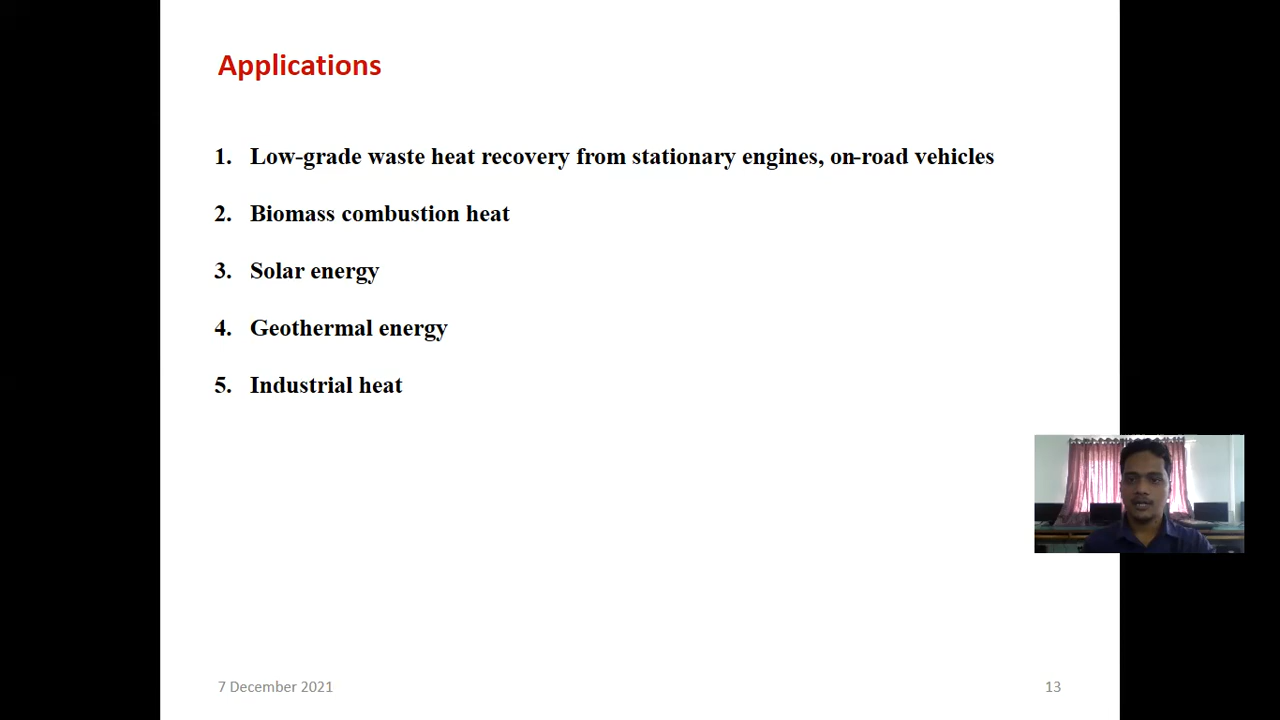 Applications
1. Low-grade waste heat recovery from stationary engines, on-road vehicles
2. Biomass combustion heat
3. Solar energy
4. Geothermal energy
5. Industrial heat
7 December 2021
13